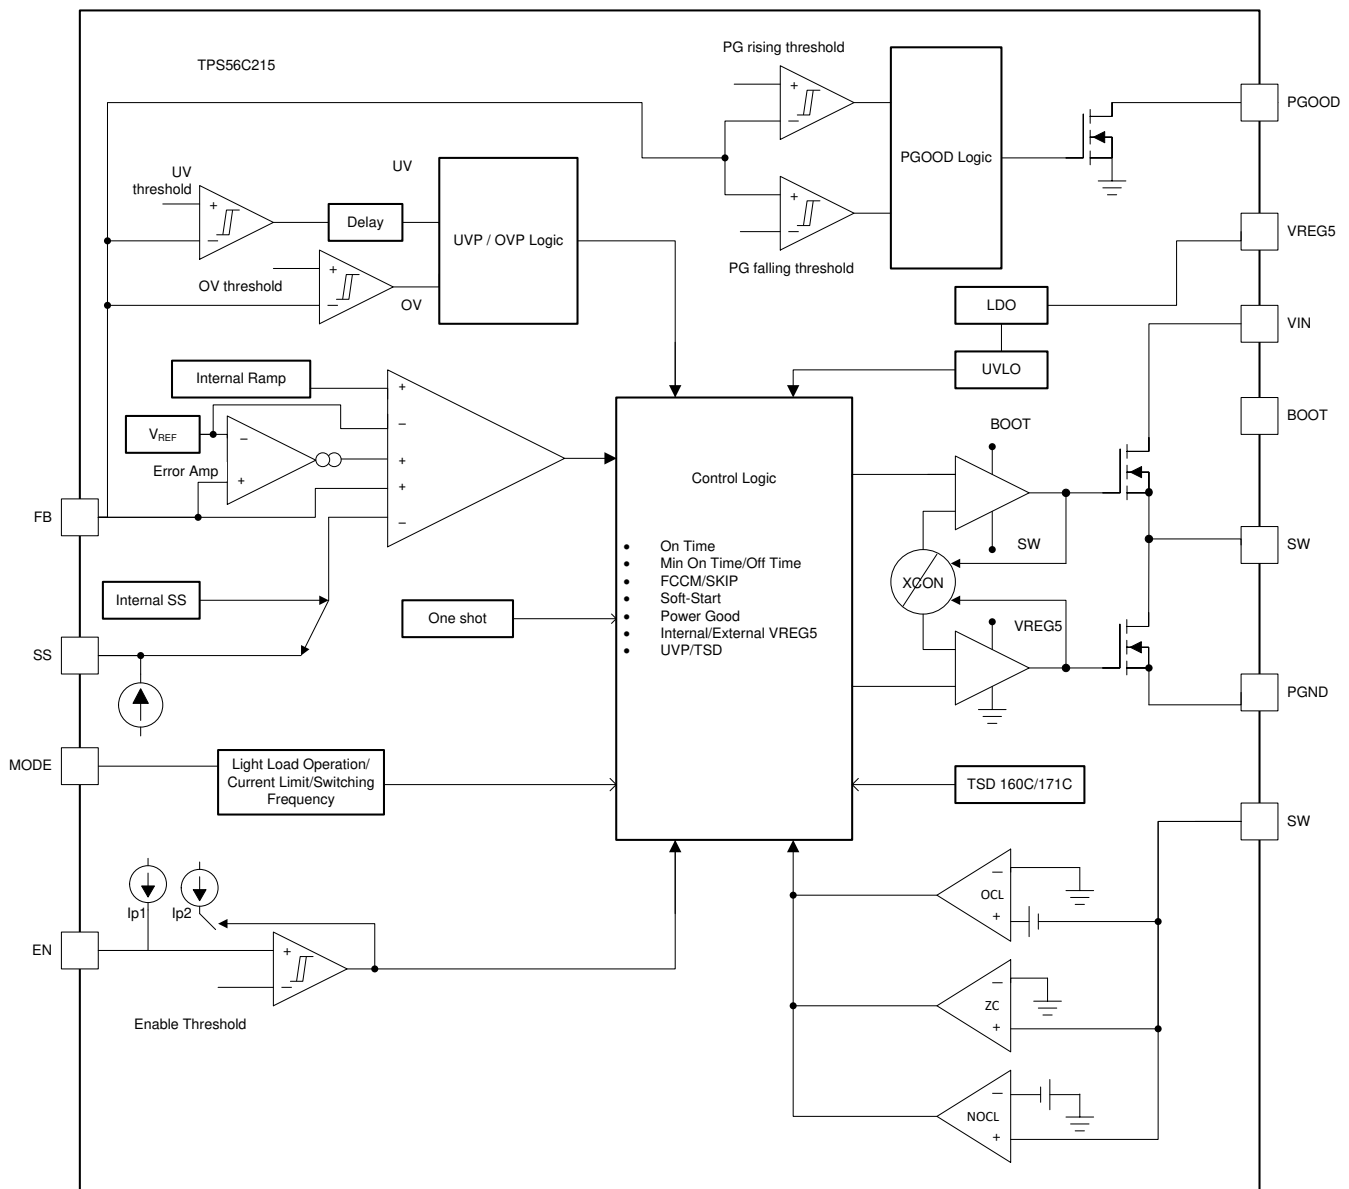 TPS56C215
PG rising threshold
+
−
PGOOD Logic
PGOOD
UV
threshold
+
−
Delay
UV
UVP / OVP Logic
+
−
PG falling threshold
VREG5
OV threshold
+
−
OV
LDO
VIN
UVLO
Internal Ramp
VREF
−
+
Error Amp
+
−
+
+
−
Control Logic
BOOT
BOOT
FB
SW
SW
On Time
Min On Time/Off Time
FCCM/SKIP
Soft-Start
Power Good
Internal/External VREG5
UVP/TSD
XCON
Internal SS
One shot
VREG5
SS
PGND
MODE
Light Load Operation/
Current Limit/Switching
Frequency
TSD 160C/171C
SW
Ip1
Ip2
EN
+
−
Enable Threshold
−
OCL
+
−
ZC
+
−
NOCL
+